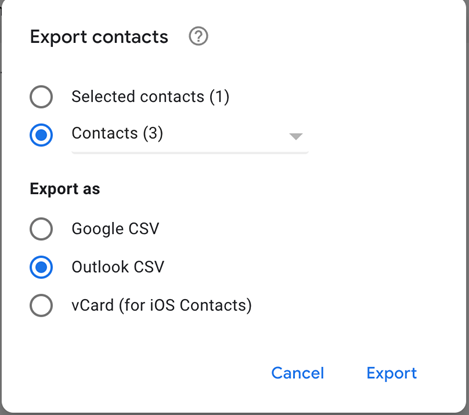 Export contacts
Selected contacts (1)
Contacts (3)
Export as
Google CSV
Outlook CSV
vCard (for iOS Contacts)
Cancel Export